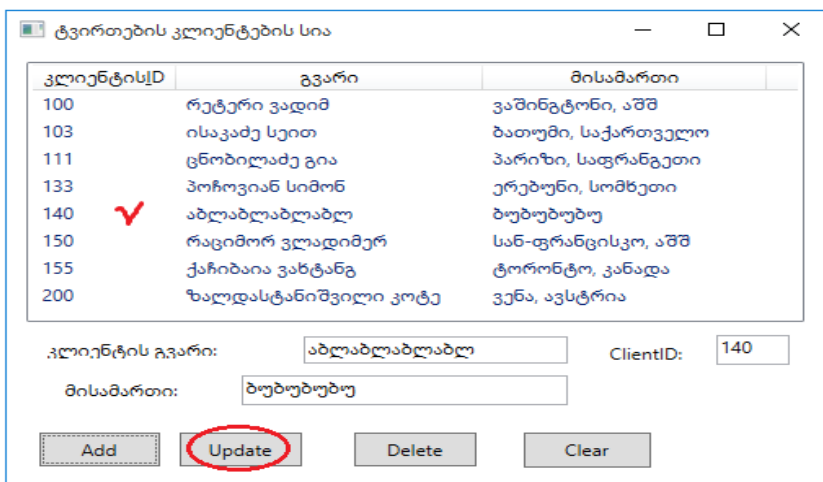 ტვირთების კლიენტების სია
კლიენტისID გვარი მისამართი
100 რეტერი ვადიმ ვაშინგტონი, აშშ
103 ისაკაძე სეით ბათუმი, საქართველო
111 ცნობილაძე გია პარიზი, საფრანგეთი
133 პოჩოვიან სიმონ ერებუნი, სომხეთი
140 აბლაბლაბლაბლ ბუბუბუბუ
150 რაციმორ ვლადიმერ სან-ფრანცისკო, აშშ
155 ქაჩიბაია ვახტანგ ტორონტო, კანადა
200 ზალდასტანიშვილი კოტე ვენა, ავსტრია
კლიენტის გვარი: აბლაბლაბლაბლ ClientID: 140
მისამართი: ბუბუბუბუ
Add Update Delete Clear